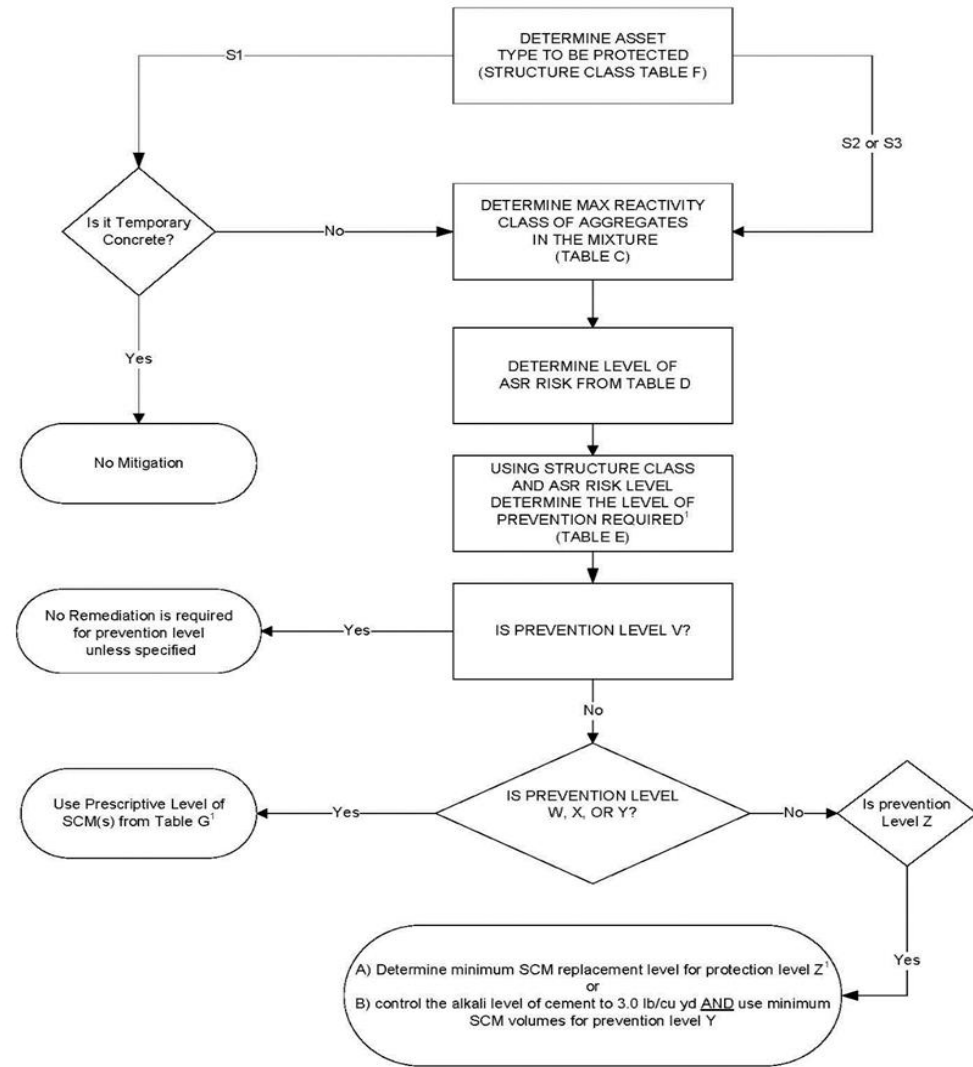 DETERMINE ASSET
TYPE TO BE PROTECTED
(STRUCTURE CLASS TABLE F)
S1
S2 or S3
Is it Temporary
Concrete?
No
DETERMINE MAX REACTIVITY
CLASS OF AGGREGATES
IN THE MIXTURE
(TABLE C)
Yes
DETERMINE LEVEL OF
ASR RISK FROM TABLE D
No Mitigation
USING STRUCTURE CLASS
AND ASR RISK LEVEL
DETERMINE THE LEVEL OF
PREVENTION REQUIRED¹
(TABLE E)
No Remediation is required
for prevention level
unless specified
Yes
IS PREVENTION LEVEL V?
No
Use Prescriptive Level of
SCM(s) from Table G¹
Yes
IS PREVENTION LEVEL
W, X, OR Y?
No
Is prevention
Level Z
Yes
A) Determine minimum SCM replacement level for protection level Z¹
or
B) control the alkali level of cement to 3.0 lb/cu yd AND use minimum
SCM volumes for prevention level Y